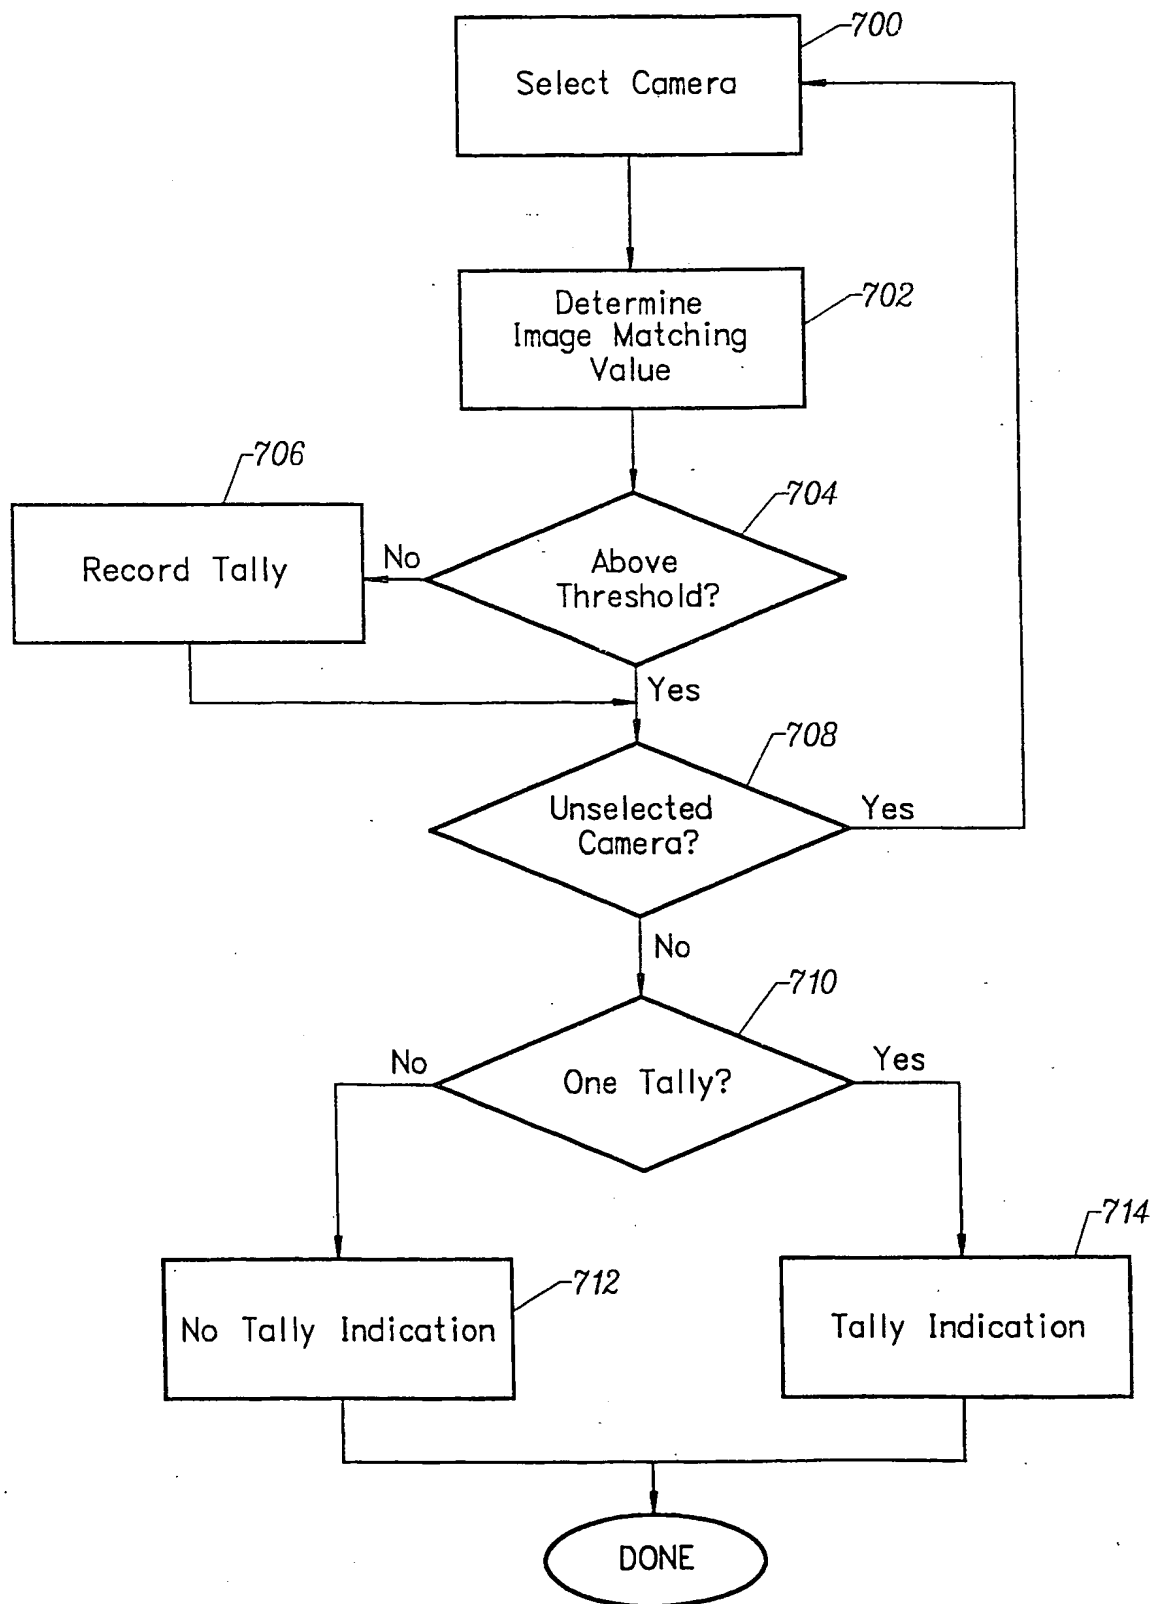 700
Select Camera
702
Determine
Image Matching
Value
706
704
Record Tally
No
Above
Threshold?
Yes
708
Unselected
Camera?
Yes
No
710
No
One Tally?
Yes
714
712
No Tally Indication
Tally Indication
DONE